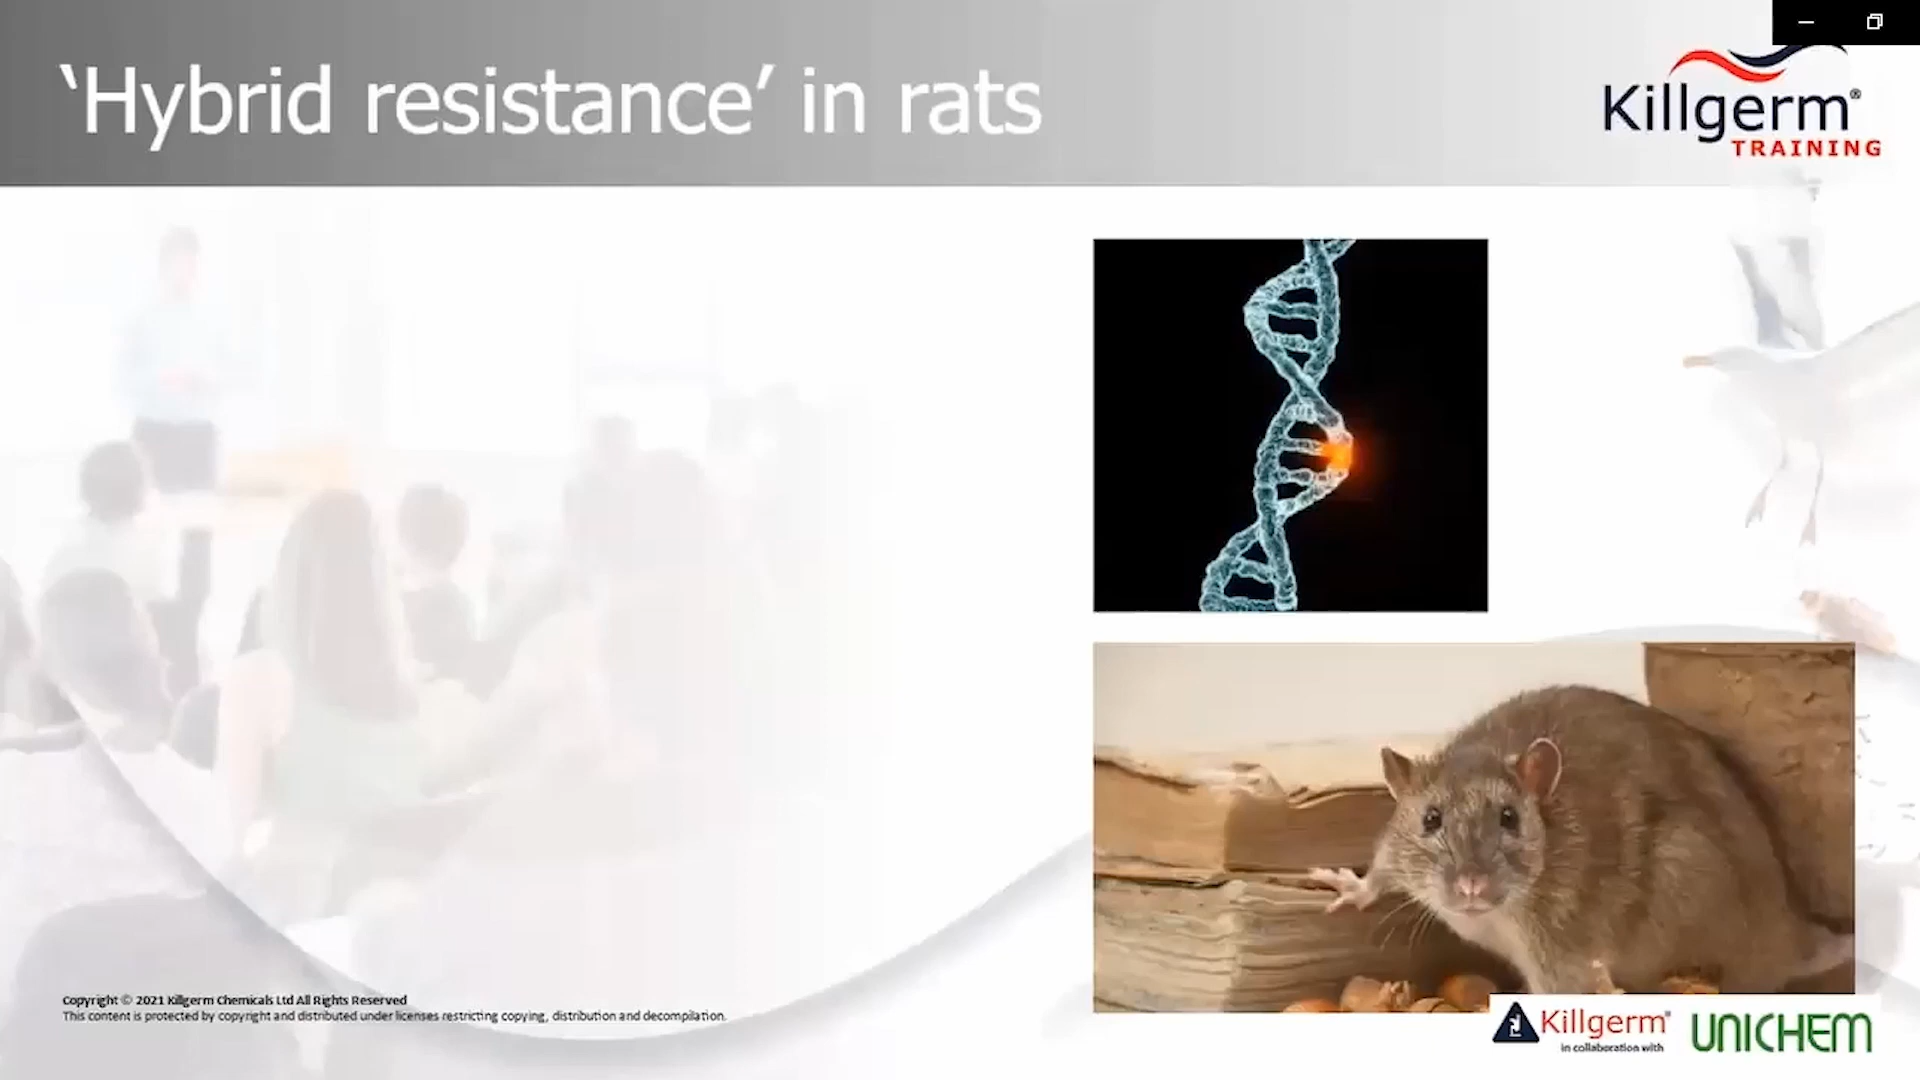 ‘Hybrid resistance’ in rats
Killgerm®
TRAINING
Copyright © 2021 Killgerm Chemicals Ltd All Rights Reserved
This content is protected by copyright and distributed under licenses restricting copying, distribution and decompilation.
Killgerm®
in collaboration with
UNICHEM